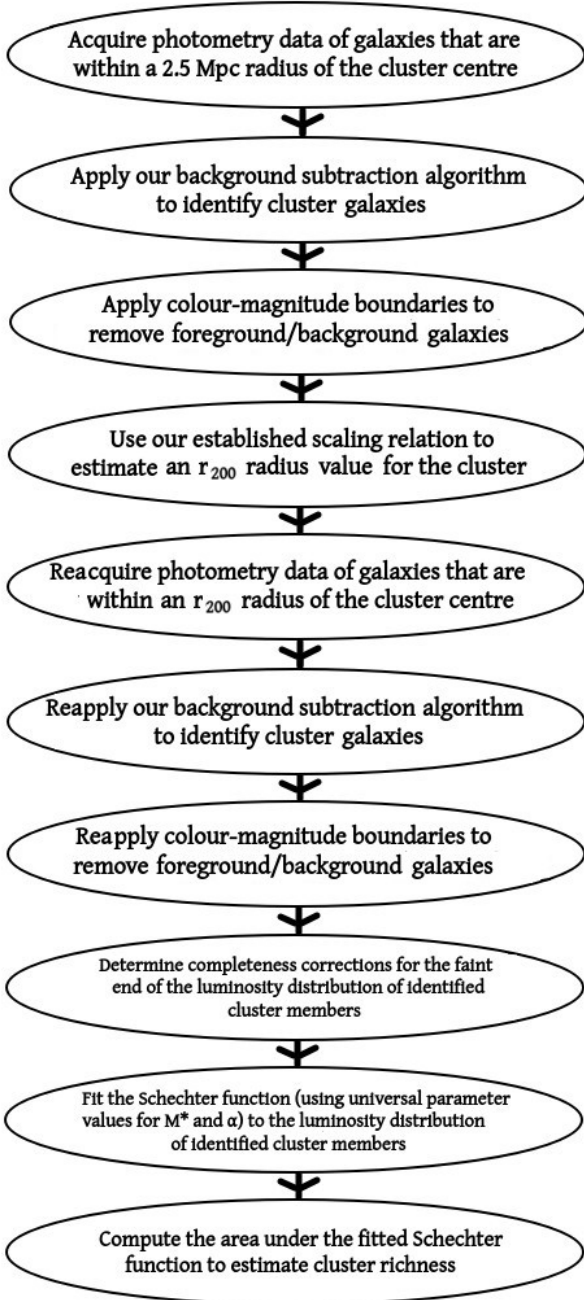 Acquire photometry data of galaxies that are
within a 2.5 Mpc radius of the cluster centre
Apply our background subtraction algorithm
to identify cluster galaxies
Apply colour-magnitude boundaries to
remove foreground/background galaxies
Use our established scaling relation to
estimate an r₂₀₀ radius value for the cluster
Reacquire photometry data of galaxies that are
within an r₂₀₀ radius of the cluster centre
Reapply our background subtraction algorithm
to identify cluster galaxies
Reapply colour-magnitude boundaries to
remove foreground/background galaxies
Determine completeness corrections for the faint
end of the luminosity distribution of identified
cluster members
Fit the Schechter function (using universal parameter
values for M* and α) to the luminosity distribution
of identified cluster members
Compute the area under the fitted Schechter
function to estimate cluster richness